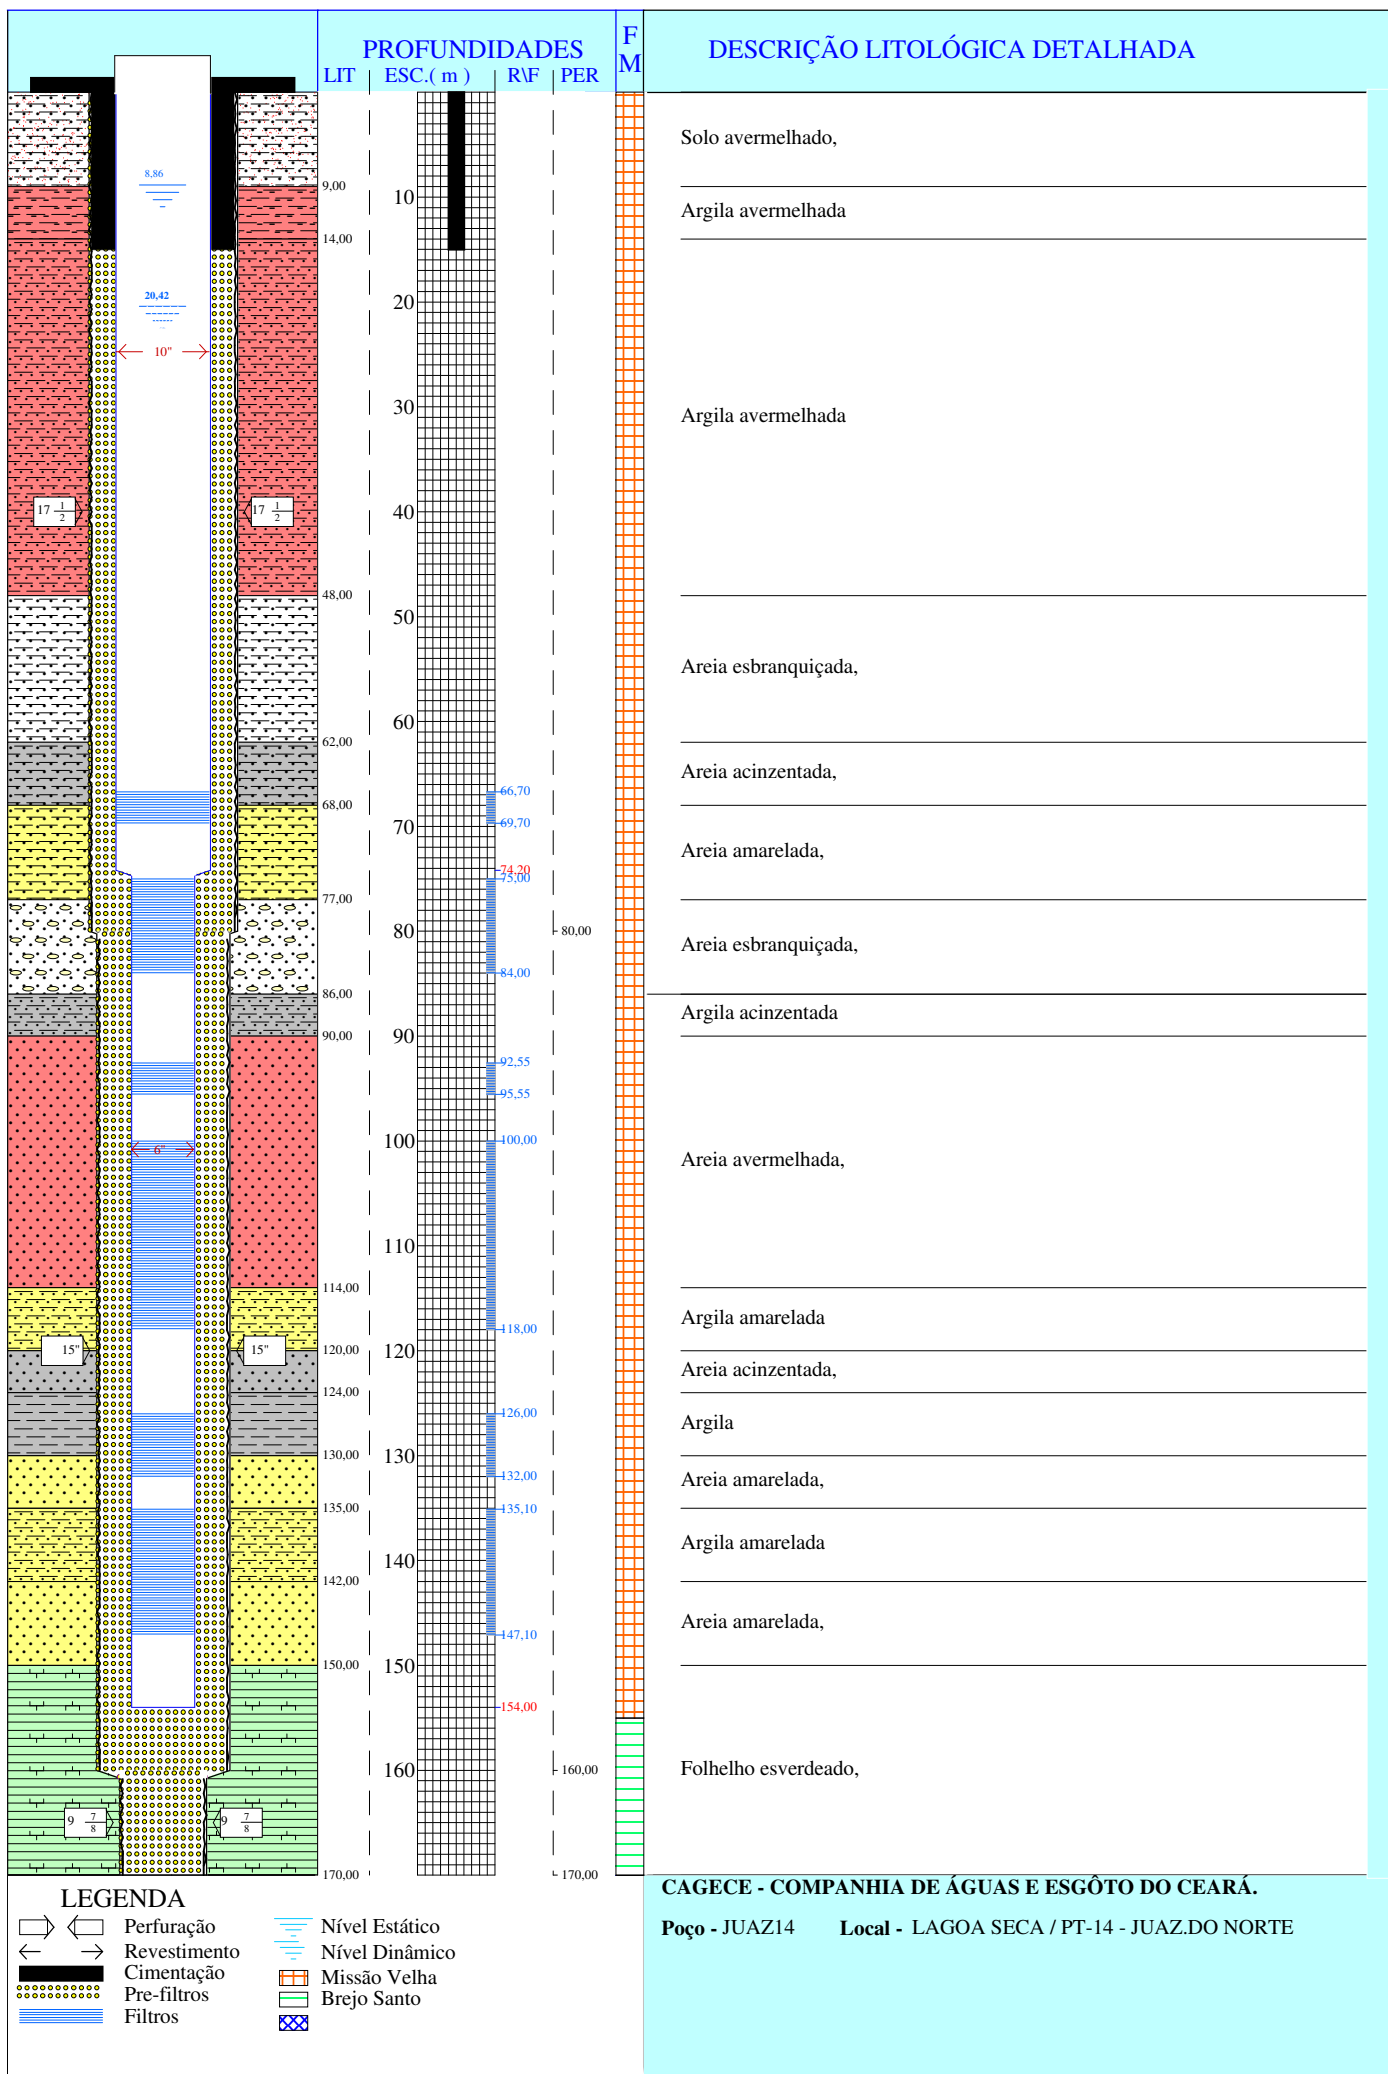 PROFUNDIDADES
LIT ESC.( m ) R\F PER
F
M
DESCRIÇÃO LITOLÓGICA DETALHADA
Solo avermelhado,
8,86
9,00
10
Argila avermelhada
14,00
20,42
20
10"
30
Argila avermelhada
17 1/2
17 1/2
40
48,00
50
Areia esbranquiçada,
60
62,00
Areia acinzentada,
66,70
68,00
69,70
70
Areia amarelada,
74,20
75,00
77,00
80
80,00
Areia esbranquiçada,
84,00
86,00
Argila acinzentada
90,00
90
92,55
95,55
100
100,00
6"
Areia avermelhada,
110
114,00
Argila amarelada
118,00
15"
15"
120,00
120
Areia acinzentada,
124,00
126,00
Argila
130,00
130
132,00
Areia amarelada,
135,00
135,10
Argila amarelada
140
142,00
Areia amarelada,
147,10
150,00
150
154,00
160
160,00
Folhelho esverdeado,
9 7/8
9 7/8
170,00
170,00
LEGENDA
Perfuração
Revestimento
Cimentação
Pre-filtros
Filtros
Nível Estático
Nível Dinâmico
Missão Velha
Brejo Santo
CAGECE - COMPANHIA DE ÁGUAS E ESGÔTO DO CEARÁ.
Poço - JUAZ14 Local - LAGOA SECA / PT-14 - JUAZ.DO NORTE